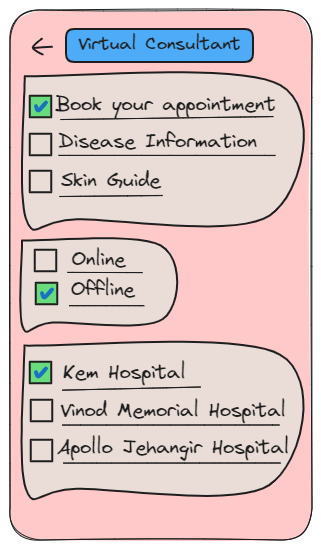 Virtual Consultant
Book your appointment
Disease Information
Skin Guide
Online
Offline
Kem Hospital
Vinod Memorial Hospital
Apollo Jehangir Hospital